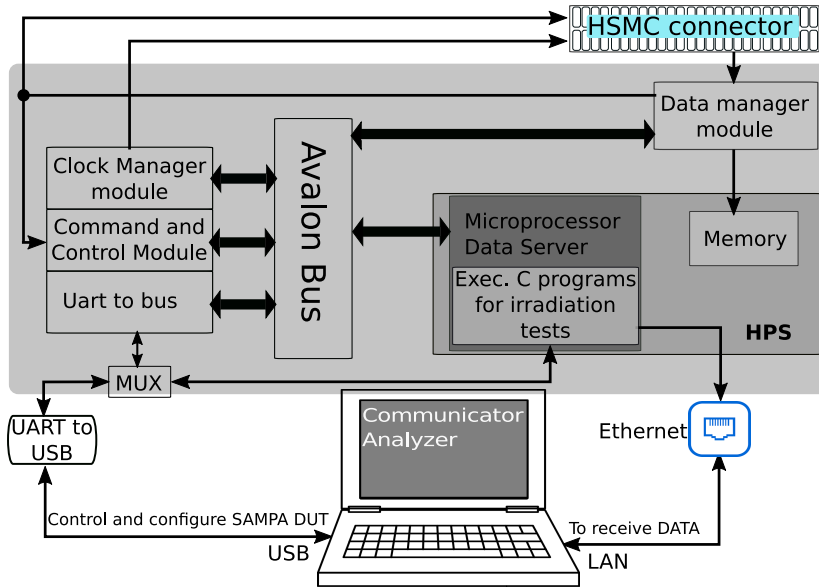 HSMC connector
Data manager
module
Clock Manager
module
Command and
Control Module
Uart to bus
Avalon Bus
Microprocessor
Data Server
Exec. C programs
for irradiation
tests
Memory
HPS
MUX
UART to
USB
Communicator
Analyzer
Ethernet
Control and configure SAMPA DUT
USB
To receive DATA
LAN